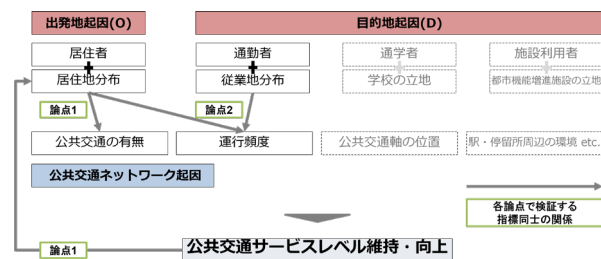 出発地起因(O)
目的地起因(D)
居住者
+
居住地分布
通勤者
+
従業地分布
通学者
+
学校の立地
施設利用者
+
都市機能増進施設の立地
論点1
論点2
公共交通の有無
運行頻度
公共交通軸の位置
駅・停留所周辺の環境 etc.
公共交通ネットワーク起因
各論点で検証する
指標同士の関係
論点1
公共交通サービスレベル維持・向上